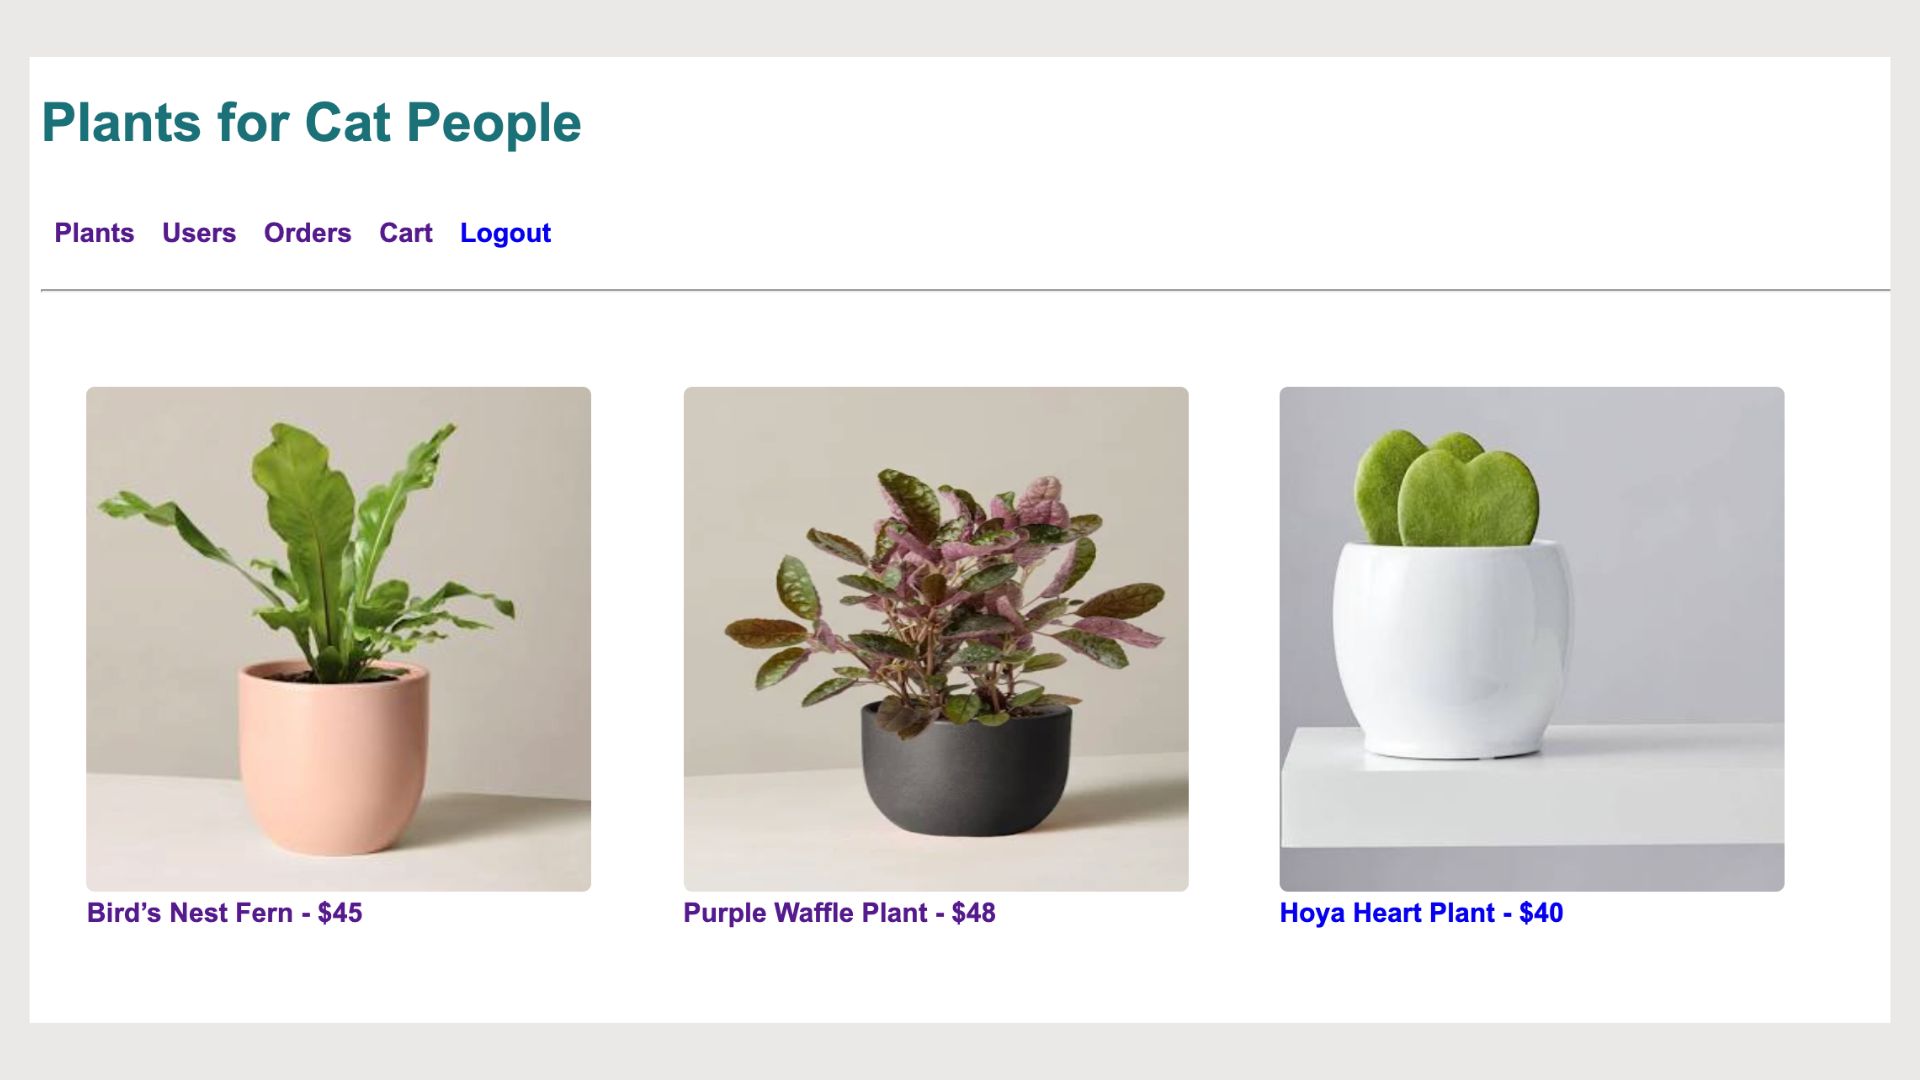 Plants for Cat People
Plants Users Orders Cart Logout
Bird’s Nest Fern - $45
Purple Waffle Plant - $48
Hoya Heart Plant - $40